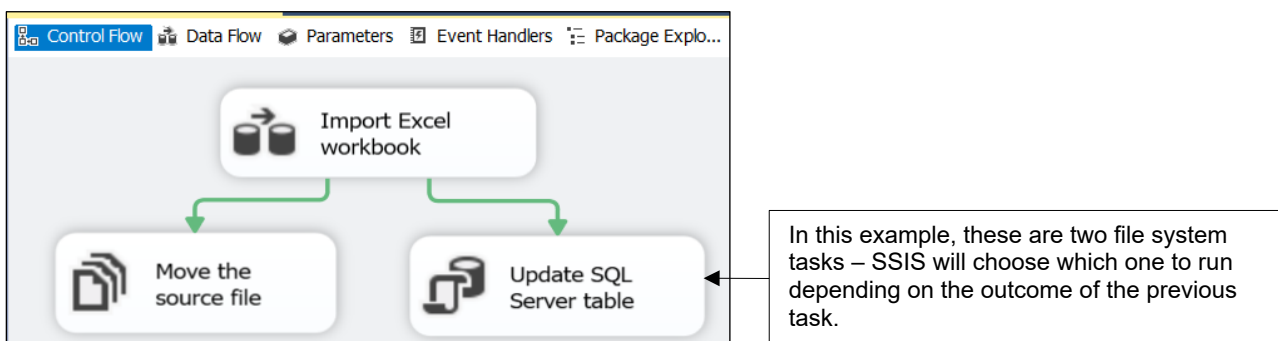 Control Flow Data Flow Parameters Event Handlers Package Explo...
Import Excel
workbook
Move the
source file
Update SQL
Server table
In this example, these are two file system
tasks – SSIS will choose which one to run
depending on the outcome of the previous
task.